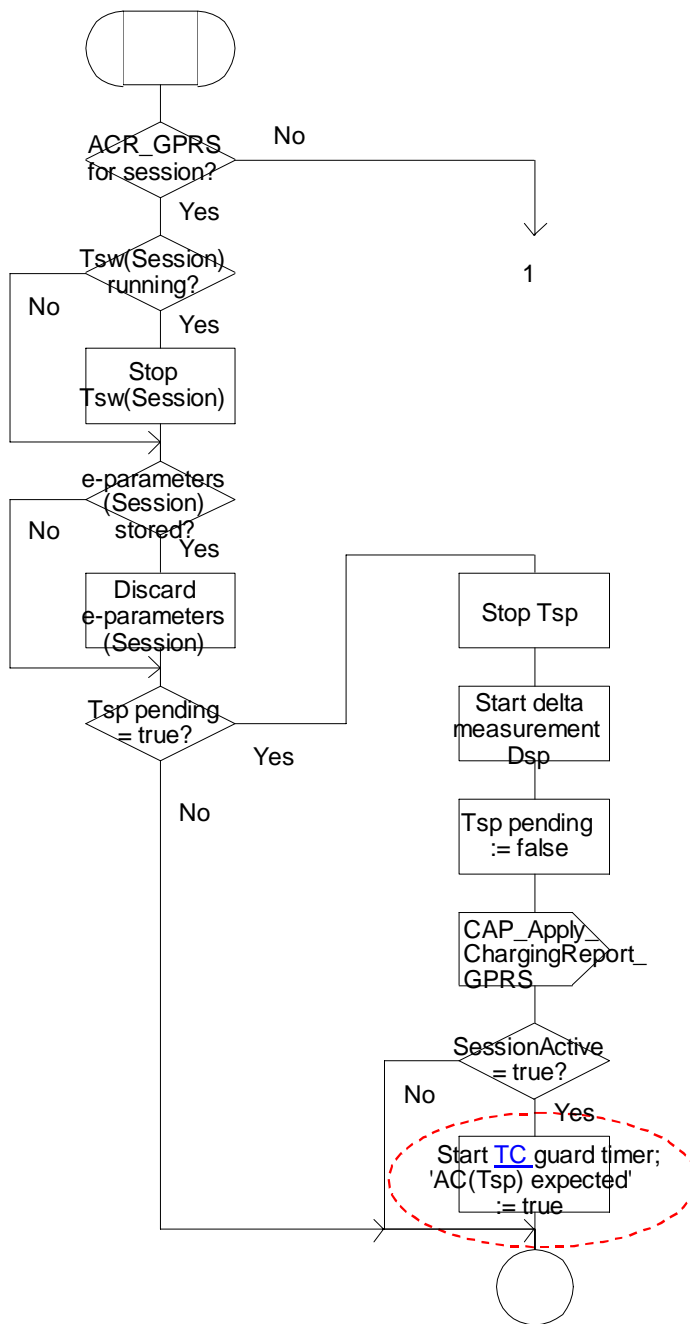 ACR_GPRS
for session?
No
Yes
1
Tsw(Session)
running?
No
Yes
Stop
Tsw(Session)
e-parameters
(Session)
stored?
No
Yes
Discard
e-parameters
(Session)
Tsp pending
= true?
Yes
No
Stop Tsp
Start delta
measurement
Dsp
Tsp pending
:= false
CAP_Apply_
ChargingReport_
GPRS
SessionActive
= true?
No
Yes
Start TC guard timer;
'AC(Tsp) expected'
:= true